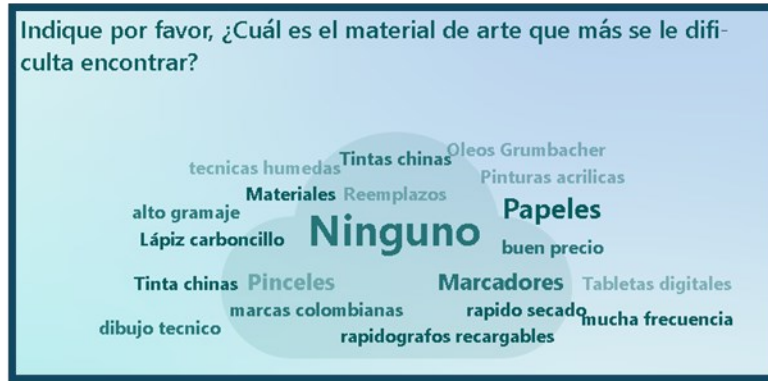 Indique por favor, ¿Cuál es el material de arte que más se le difi-
culta encontrar?
Tintas chinas
Oleos Grumbacher
tecnicas humedas
Pinturas acrilicas
Materiales
Reemplazos
alto gramaje
Papeles
Lápiz carboncillo
Ninguno
buen precio
Tinta chinas
Pinceles
Marcadores
Tabletas digitales
marcas colombianas
rapido secado
mucha frecuencia
dibujo tecnico
rapidografos recargables